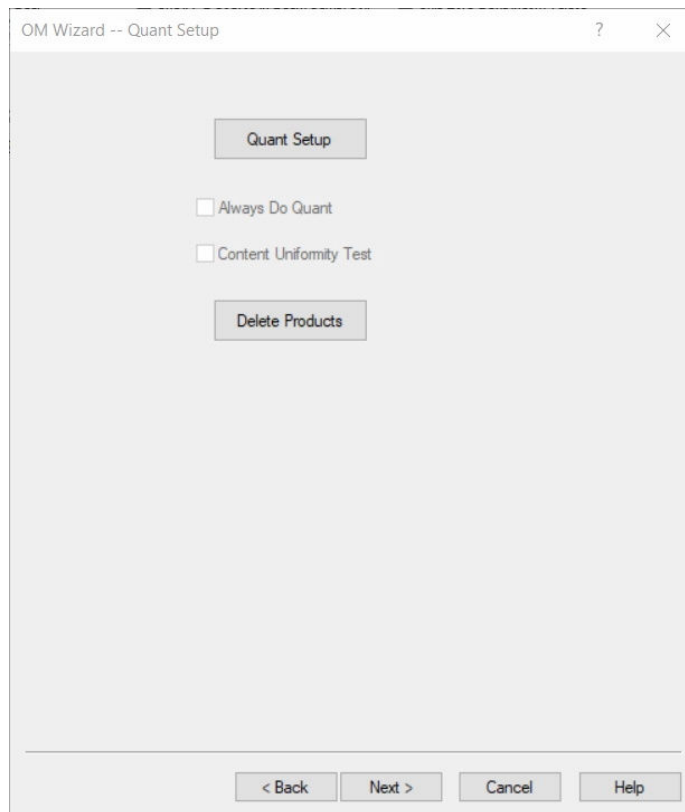 OM Wizard -- Quant Setup ?
Quant Setup
Always Do Quant
Content Uniformity Test
Delete Products
< Back Next > Cancel Help